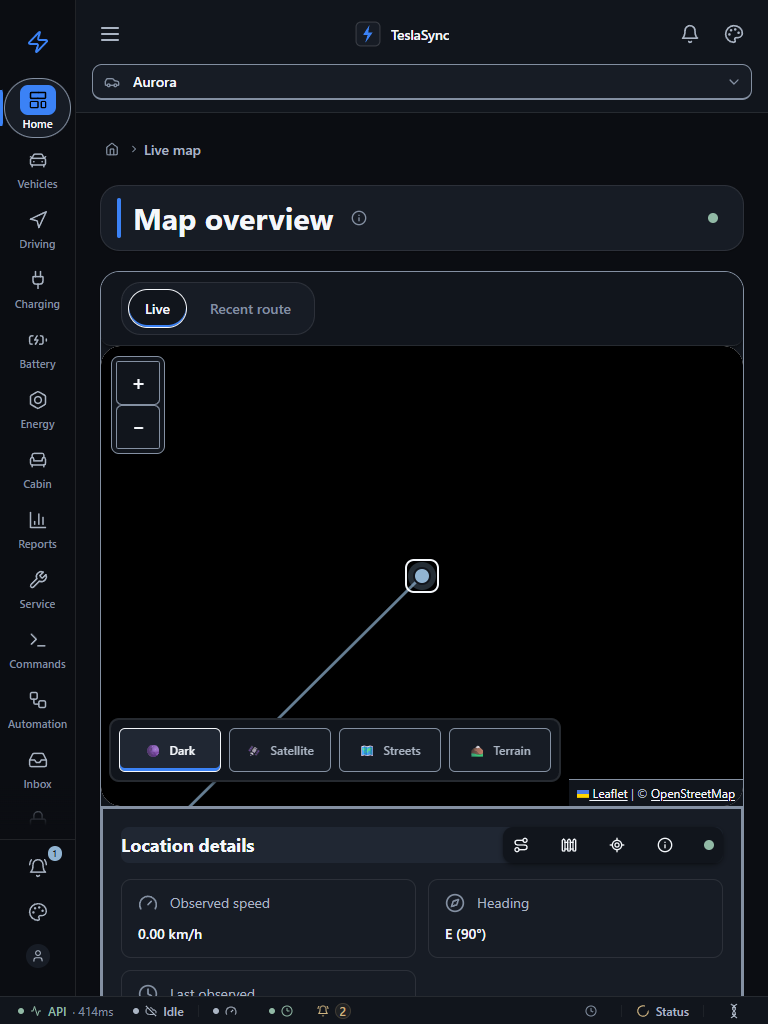 TeslaSync
Aurora
Home
Vehicles
Driving
Charging
Battery
Energy
Cabin
Reports
Service
Commands
Automation
Inbox
1
Live map
Map overview
Live
Recent route
+
−
Dark
Satellite
Streets
Terrain
Leaflet | © OpenStreetMap
Location details
Observed speed
0.00 km/h
Heading
E (90°)
Last observed
API · 414ms
Idle
2
Status